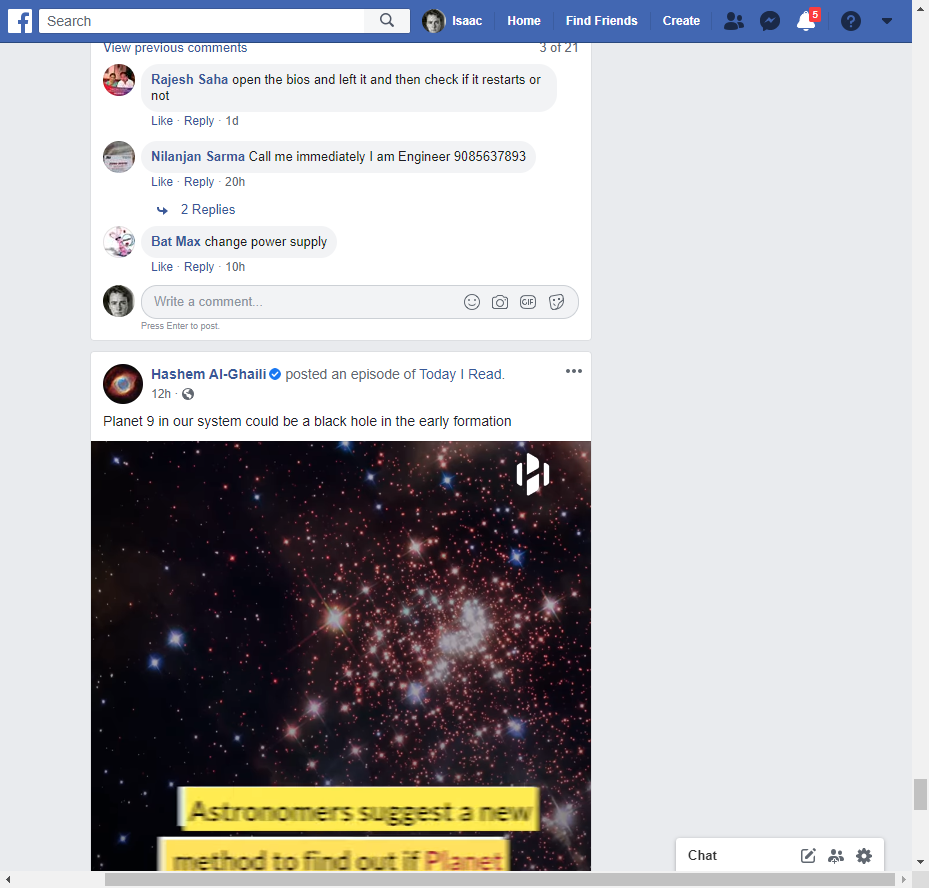 Search
Isaac
Home
Find Friends
Create
5
View previous comments
3 of 21
Rajesh Saha open the bios and left it and then check if it restarts or
not
Like · Reply · 1d
Nilanjan Sarma Call me immediately I am Engineer 9085637893
Like · Reply · 20h
2 Replies
Bat Max change power supply
Like · Reply · 10h
Write a comment...
GIF
Press Enter to post.
Hashem Al-Ghaili posted an episode of Today I Read.
12h ·
Planet 9 in our system could be a black hole in the early formation
Astronomers suggest a new
method to find out if Planet
Chat